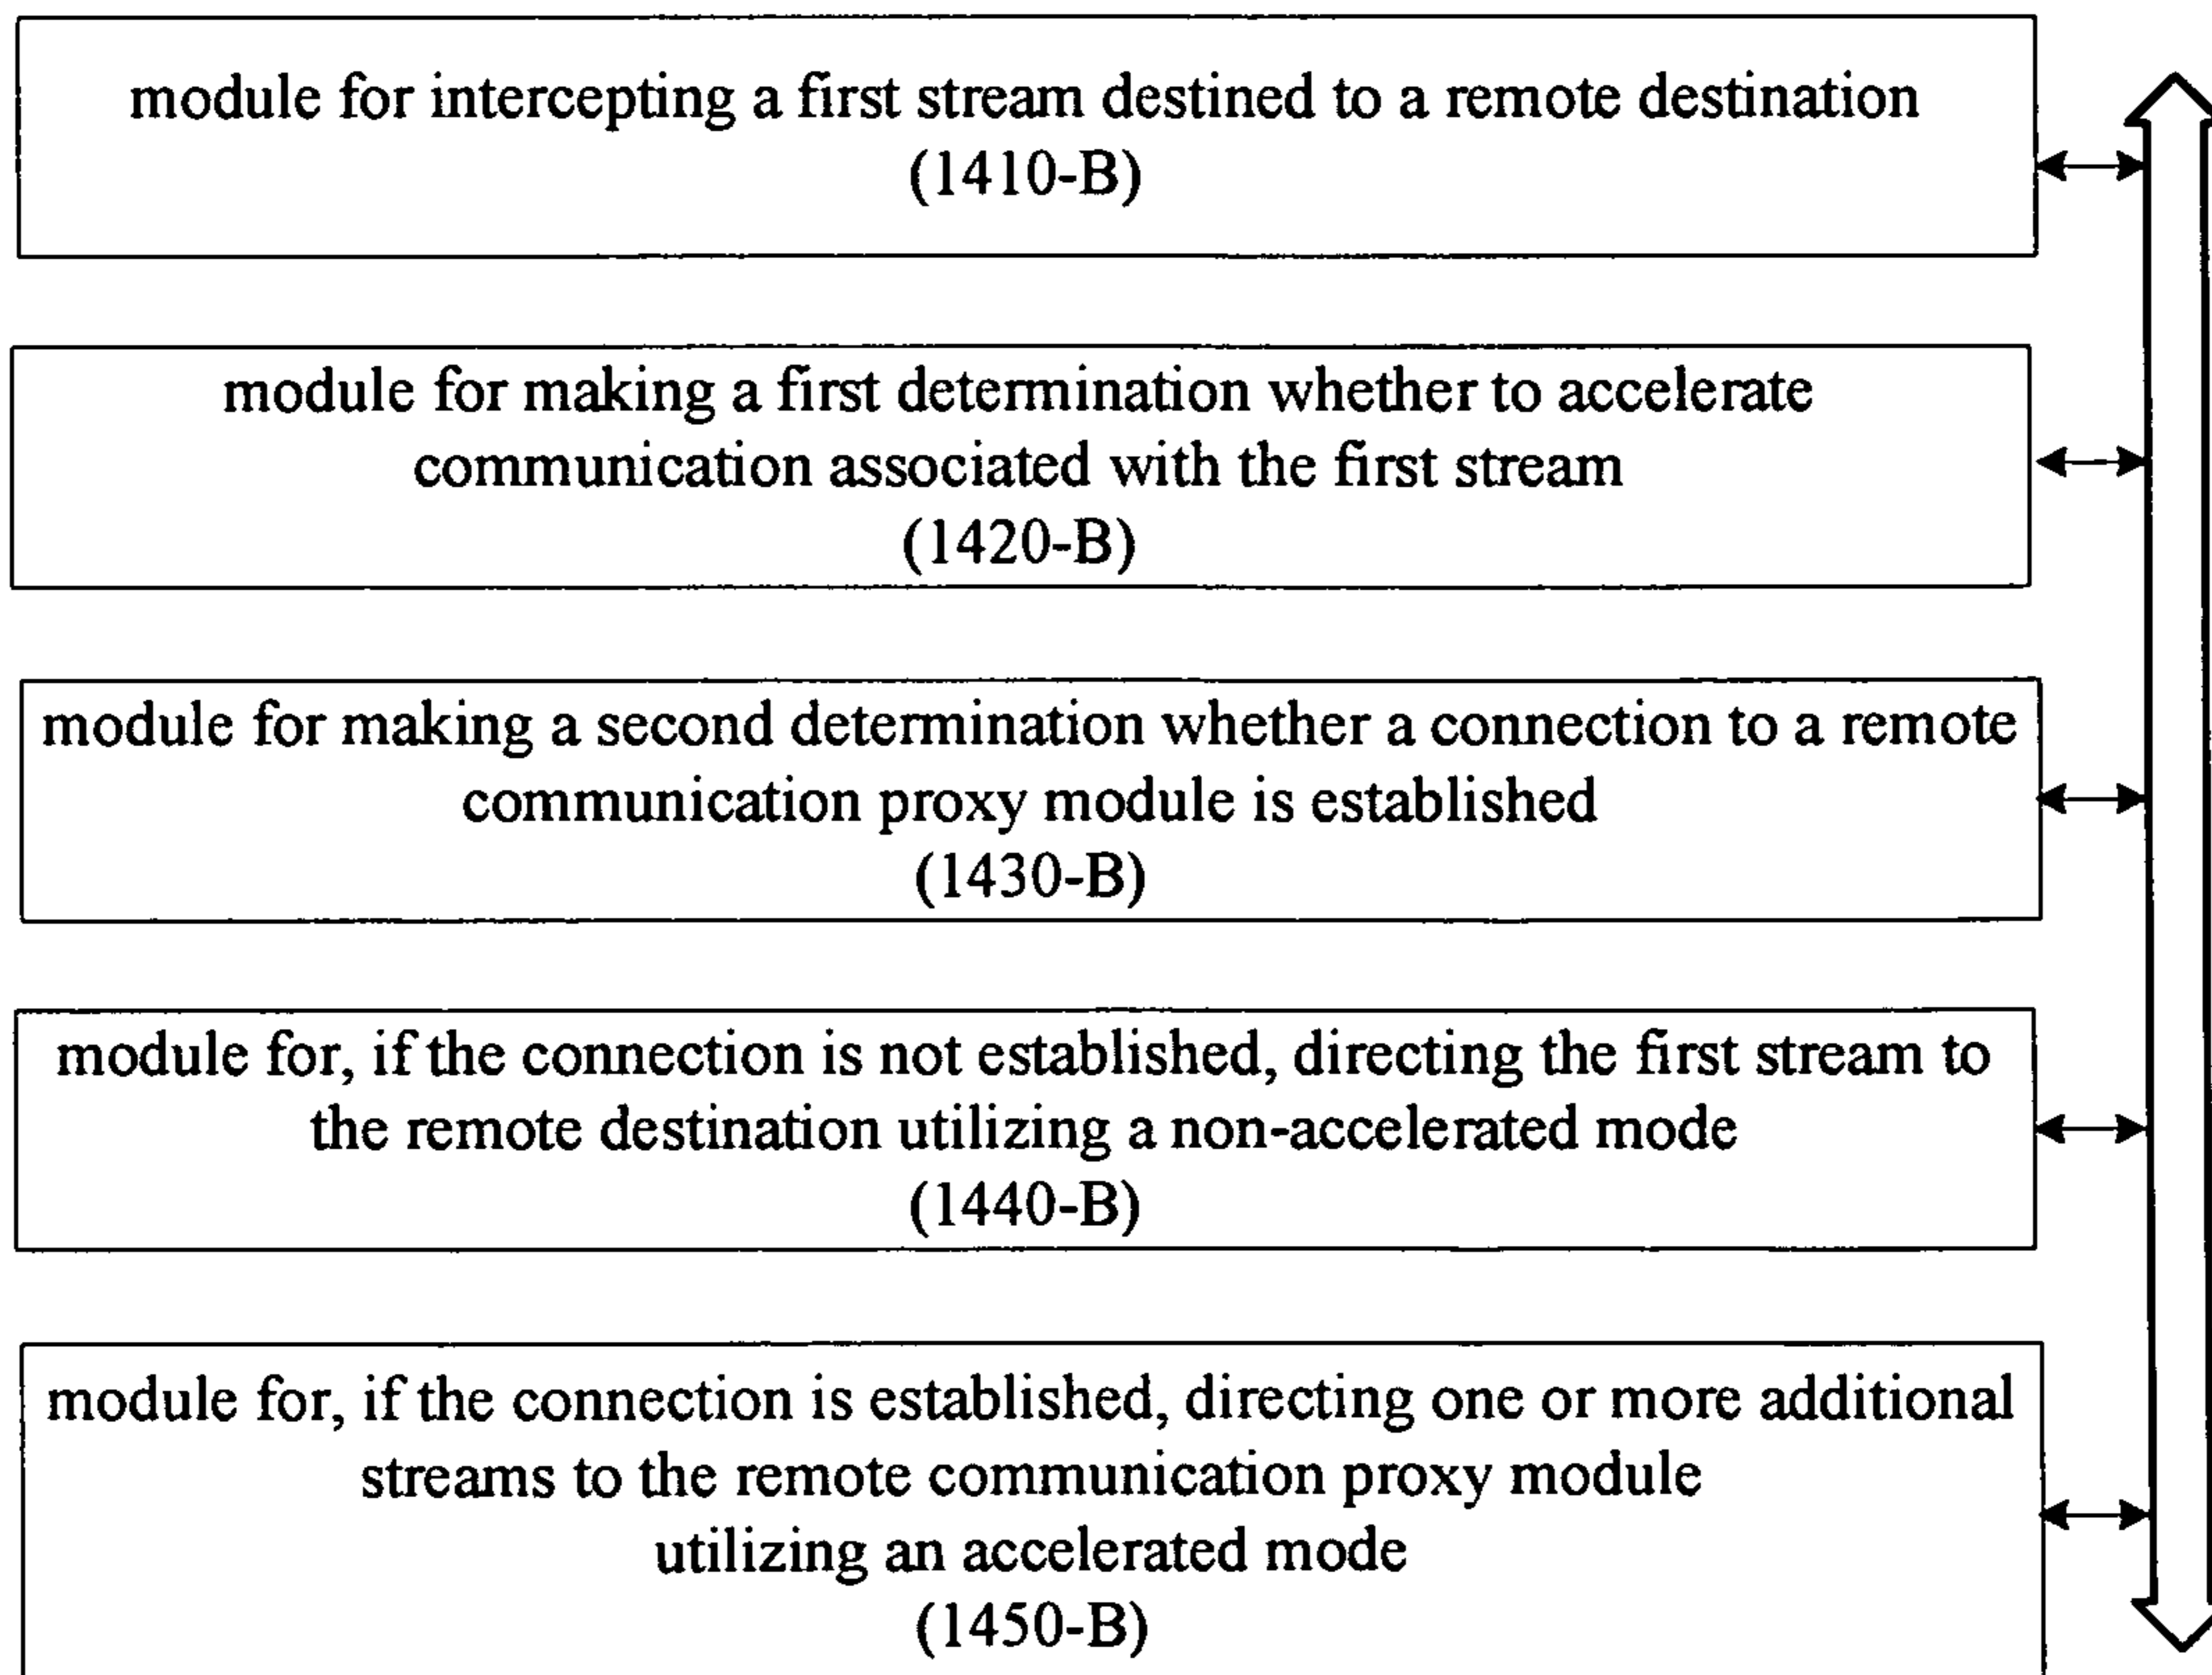 module for intercepting a first stream destined to a remote destination
(1410-B)
module for making a first determination whether to accelerate
communication associated with the first stream
(1420-B)
module for making a second determination whether a connection to a remote
communication proxy module is established
(1430-B)
module for, if the connection is not established, directing the first stream to
the remote destination utilizing a non-accelerated mode
(1440-B)
module for, if the connection is established, directing one or more additional
streams to the remote communication proxy module
utilizing an accelerated mode
(1450-B)